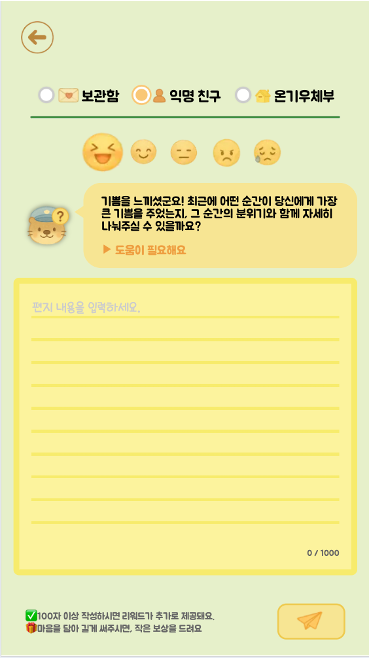 보관함 익명 친구 온기우체부
기쁨을 느끼셨군요! 최근에 어떤 순간이 당신에게 가장
큰 기쁨을 주었는지, 그 순간의 분위기와 함께 자세히
나눠주실 수 있을까요?
▶ 도움이 필요해요
편지 내용을 입력하세요.
0 / 1000
✅100자 이상 작성하시면 리워드가 추가로 제공돼요.
🎁마음을 담아 길게 써주시면, 작은 보상을 드려요